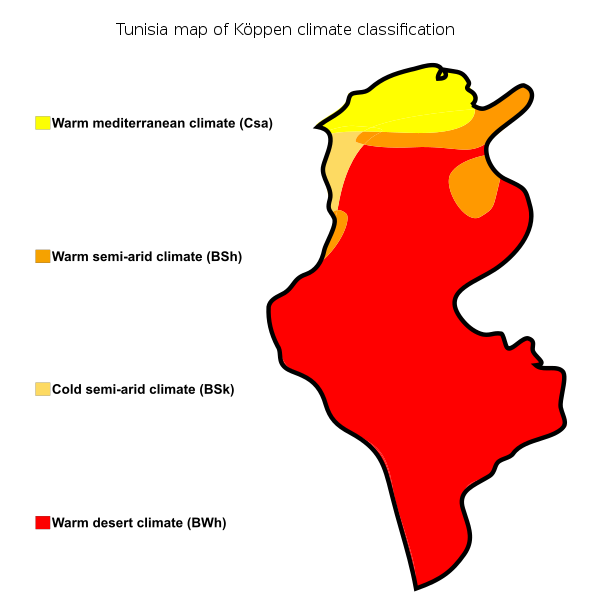 Tunisia map of Köppen climate classification
Warm mediterranean climate (Csa)
Warm semi-arid climate (BSh)
Cold semi-arid climate (BSk)
Warm desert climate (BWh)